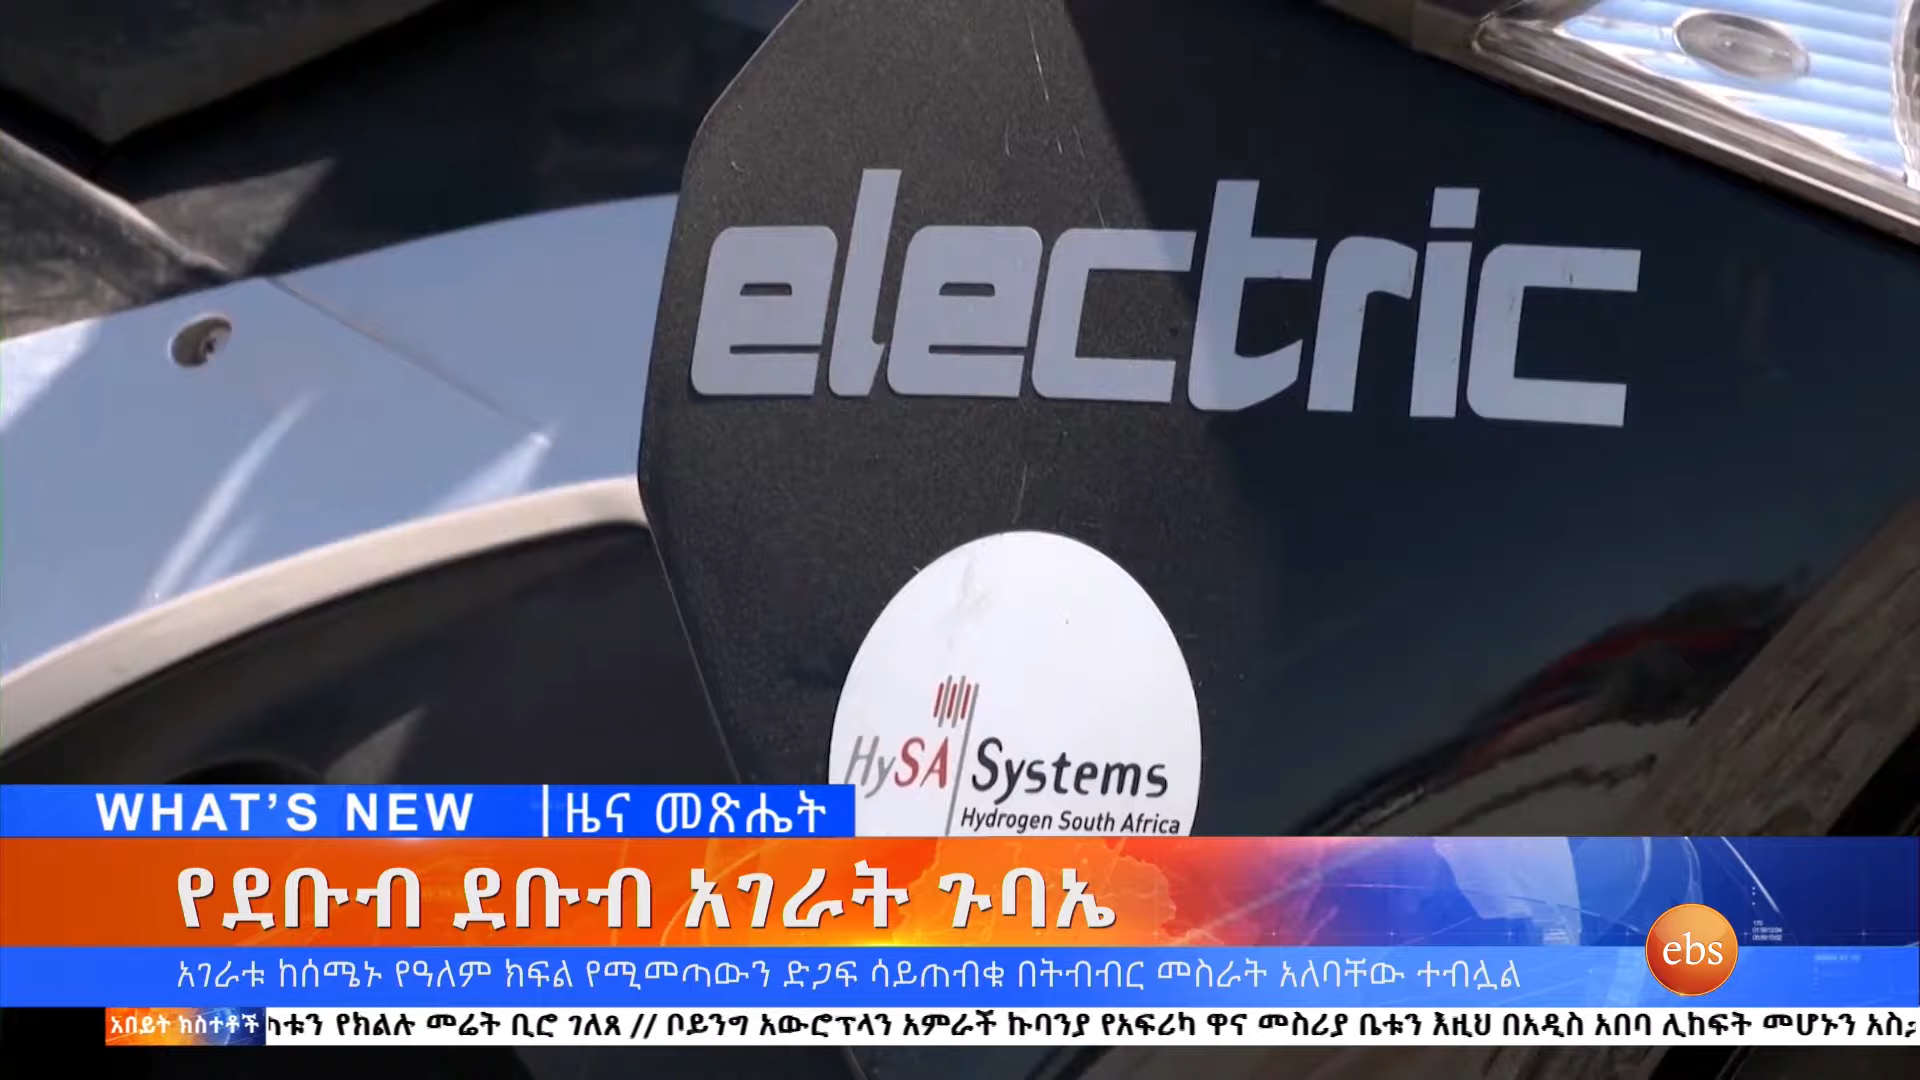 electric
HySA Systems
Hydrogen South Africa
WHAT'S NEW | ዜና መጽሔት
የደቡብ ደቡብ አገራት ጉባኤ
ebs
አገራቱ ከሰሜኑ የዓለም ክፍል የሚመጣውን ድጋፍ ሳይጠብቁ በትብብር መስራት አለባቸው ተብሏል
አበይት ክስተቶች ካቱን የክልሉ መሬት ቢሮ ገለጸ // ቦይንግ አውሮፕላን አምራች ኩባንያ የአፍሪካ ዋና መስሪያ ቤቱን እዚህ በአዲስ አበባ ሊከፍት መሆኑን